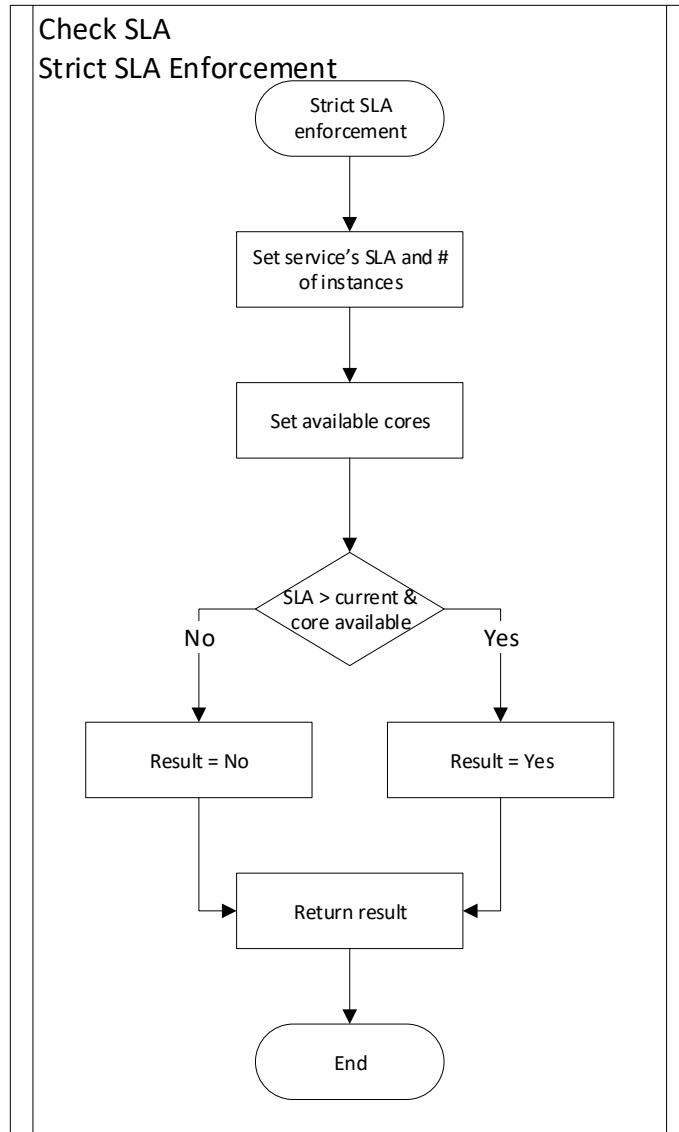 Check SLA
Strict SLA Enforcement
Strict SLA
enforcement
Set service’s SLA and #
of instances
Set available cores
SLA > current &
core available
No
Yes
Result = No
Result = Yes
Return result
End